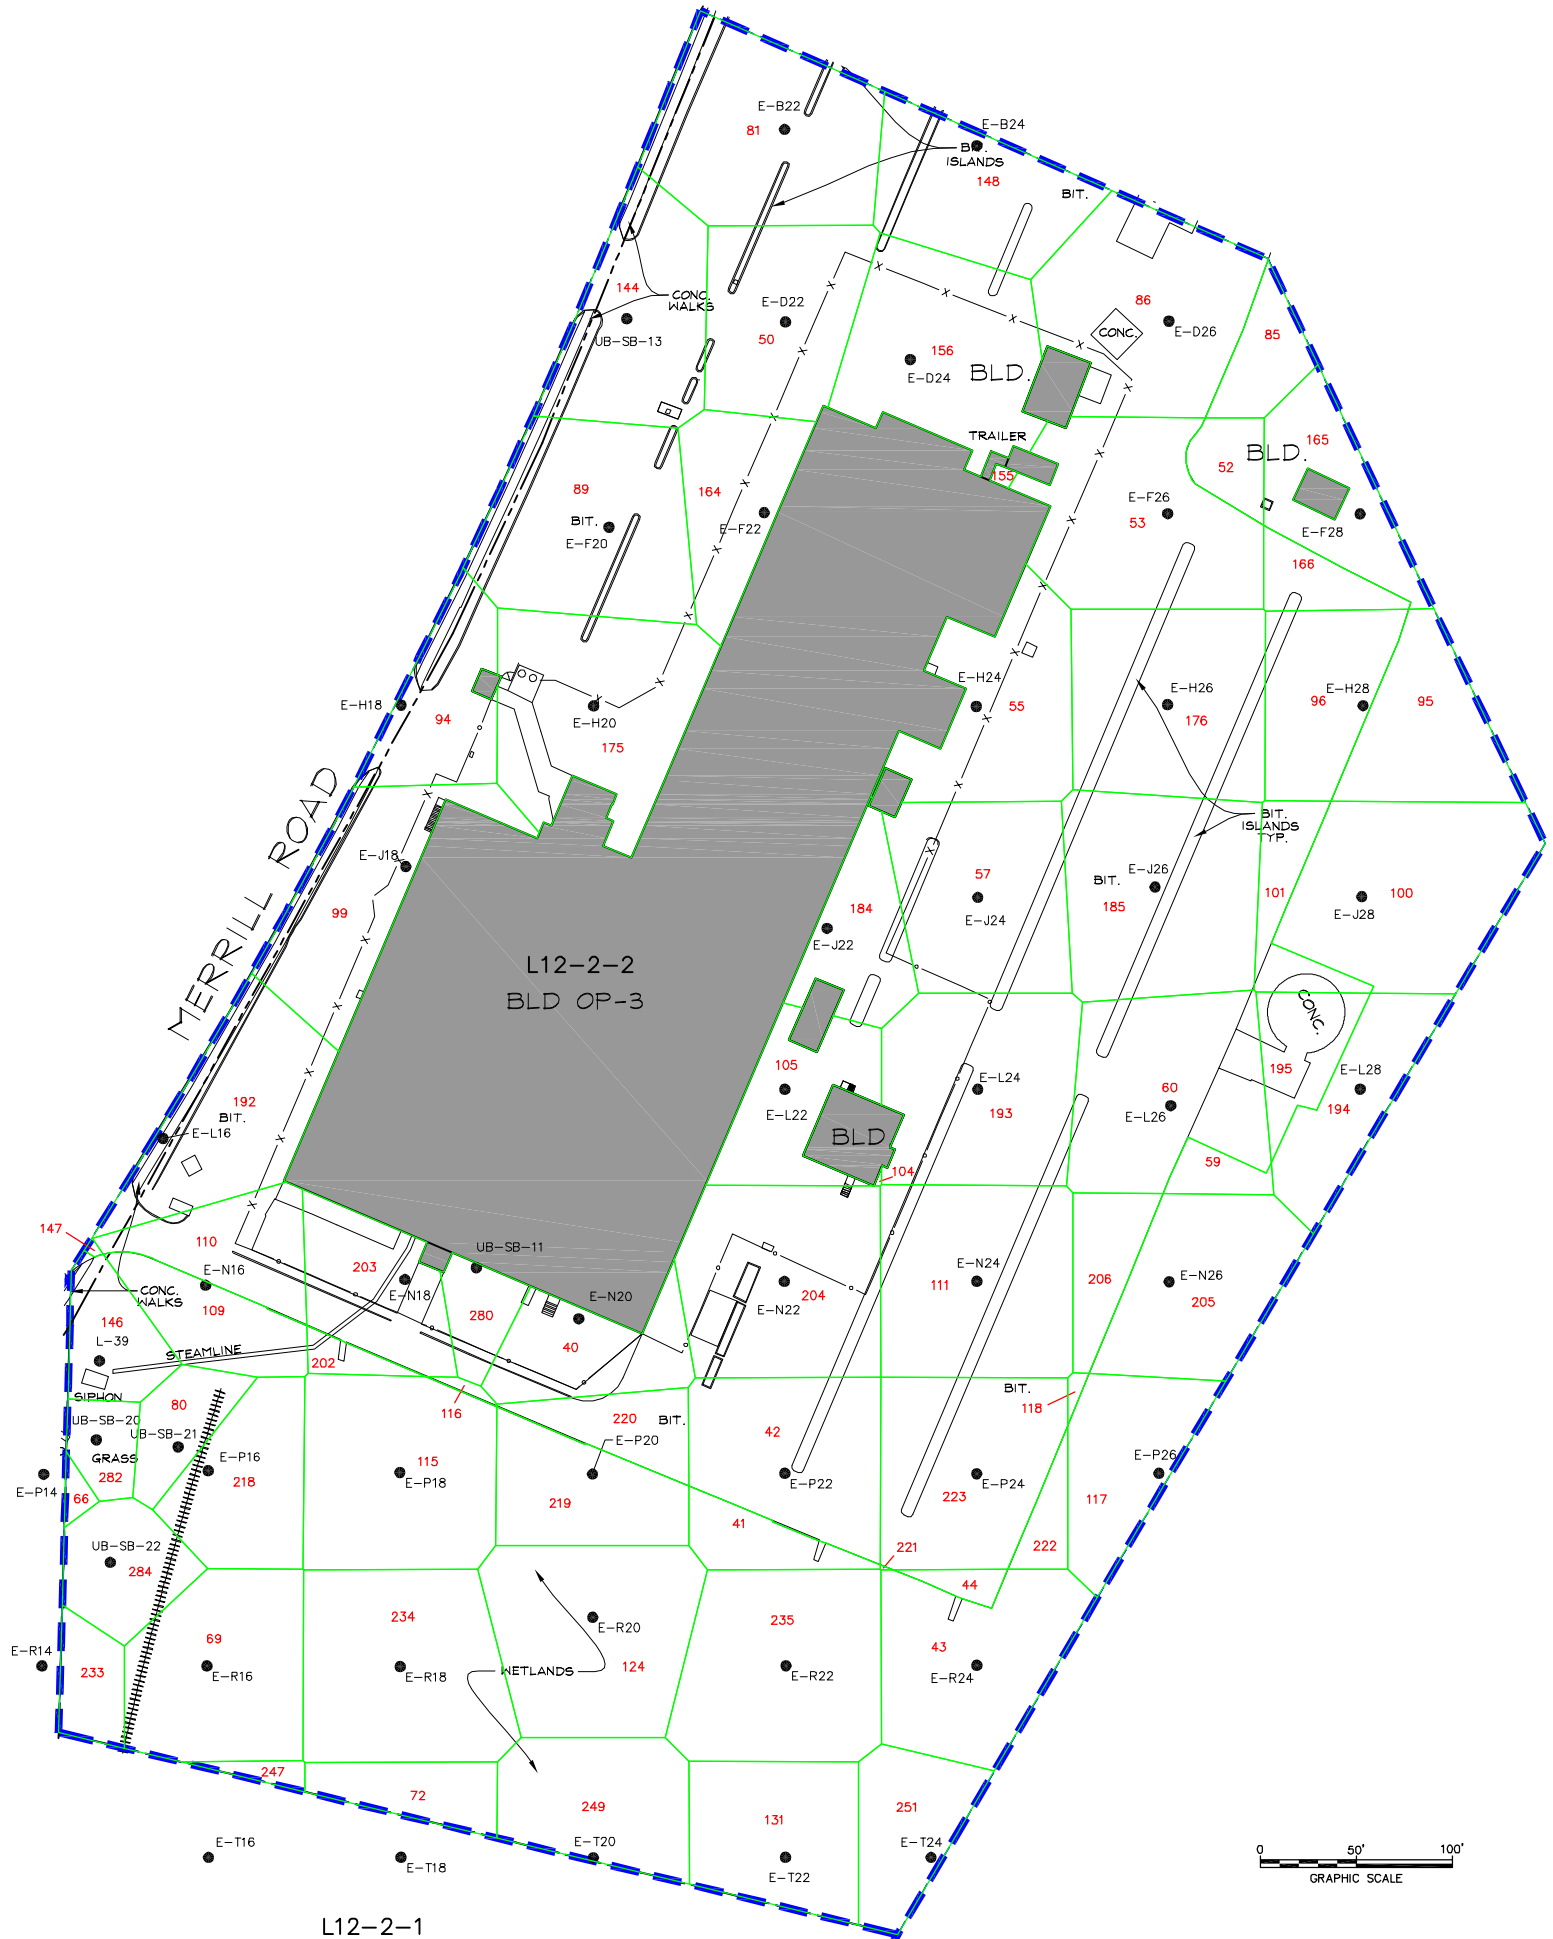 E-B22
81
E-B24
BIT.
ISLANDS
148
BIT.
144
CONC.
WALKS
UB-SB-13
E-D22
50
86
E-D26
CONC.
85
156
E-D24
BLD.
TRAILER
155
165
BLD.
52
89
BIT.
E-F20
164
E-F22
E-F26
53
E-F28
166
E-H18
94
E-H20
175
E-H24
55
E-H26
176
E-H28
96
95
MERRILL ROAD
E-J18
99
BIT.
ISLANDS
TYP.
57
E-J24
184
E-J22
BIT.
E-J26
185
101
100
E-J28
L12-2-2
BLD OP-3
CONC.
192
BIT.
E-L16
105
E-L22
BLD
104
E-L24
193
60
E-L26
195
E-L28
194
59
147
110
E-N16
109
CONC.
WALKS
146
L-39
STEAMLINE
SIPHON
203
E-N18
UB-SB-11
280
E-N20
40
E-N22
204
111
E-N24
206
E-N26
205
202
116
80
UB-SB-20
UB-SB-21
GRASS
282
E-P14
66
E-P16
218
115
E-P18
220
BIT.
E-P20
219
42
E-P22
41
BIT.
118
E-P24
223
221
222
E-P26
117
UB-SB-22
284
44
E-R14
233
69
E-R16
234
E-R18
E-R20
WETLANDS
124
235
E-R22
43
E-R24
247
72
249
131
251
E-T16
E-T18
E-T20
E-T22
E-T24
0 50' 100'
GRAPHIC SCALE
L12-2-1